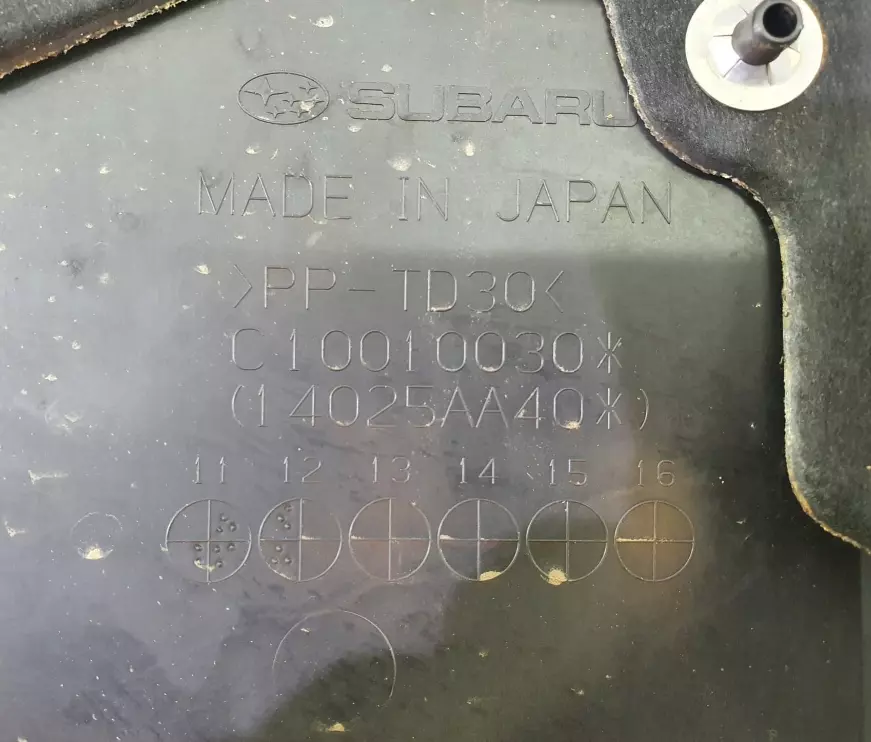 SUBARU
MADE IN JAPAN
>PP-TD30<
C10010030*
(14025AA40*)
11 12 13 14 15 16